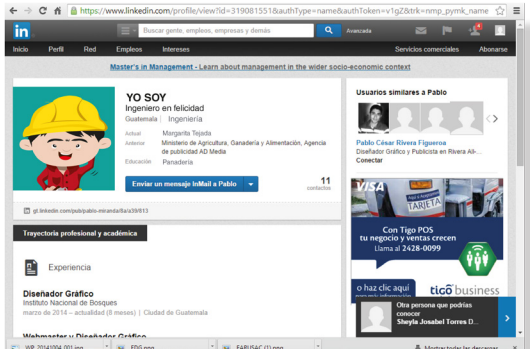 https://www.linkedin.com/profile/view?id=319081551&authType=name&authToken=v1gZ&trk=nmp_pymk_name
in
Buscar gente, empleos, empresas y demás
Avanzada
Inicio Perfil Red Empleos Intereses Servicios comerciales Abonarse
Master's in Management - Learn about management in the wider socio-economic context
YO SOY
Ingeniero en felicidad
Guatemala | Ingeniería
Actual Margarita Tejada
Anterior Ministerio de Agricultura, Ganadería y Alimentación, Agencia
de publicidad AD Media
Educación Panadería
Enviar un mensaje InMail a Pablo
11
contactos
gt.linkedin.com/pub/pablo-miranda/8a/a39/813
Trayectoria profesional y académica
Experiencia
Diseñador Gráfico
Instituto Nacional de Bosques
marzo de 2014 – actualidad (8 meses) | Ciudad de Guatemala
Webmaster y Diseñador Gráfico
Usuarios similares a Pablo
Pablo César Rivera Figueroa
Diseñador Gráfico y Publicista en Rivera All-...
Conectar
VISA
TARJETA
Con Tigo POS
tu negocio y ventas crecen
Llama al 2428-0099
o haz clic aquí
para más información
tigo business
Otra persona que podrías
conocer
Sheyla Josabel Torres D...
WP_20141004_001.jpg
FDG.png
FARUSAC (1).png
Mostrar todas las descargas...